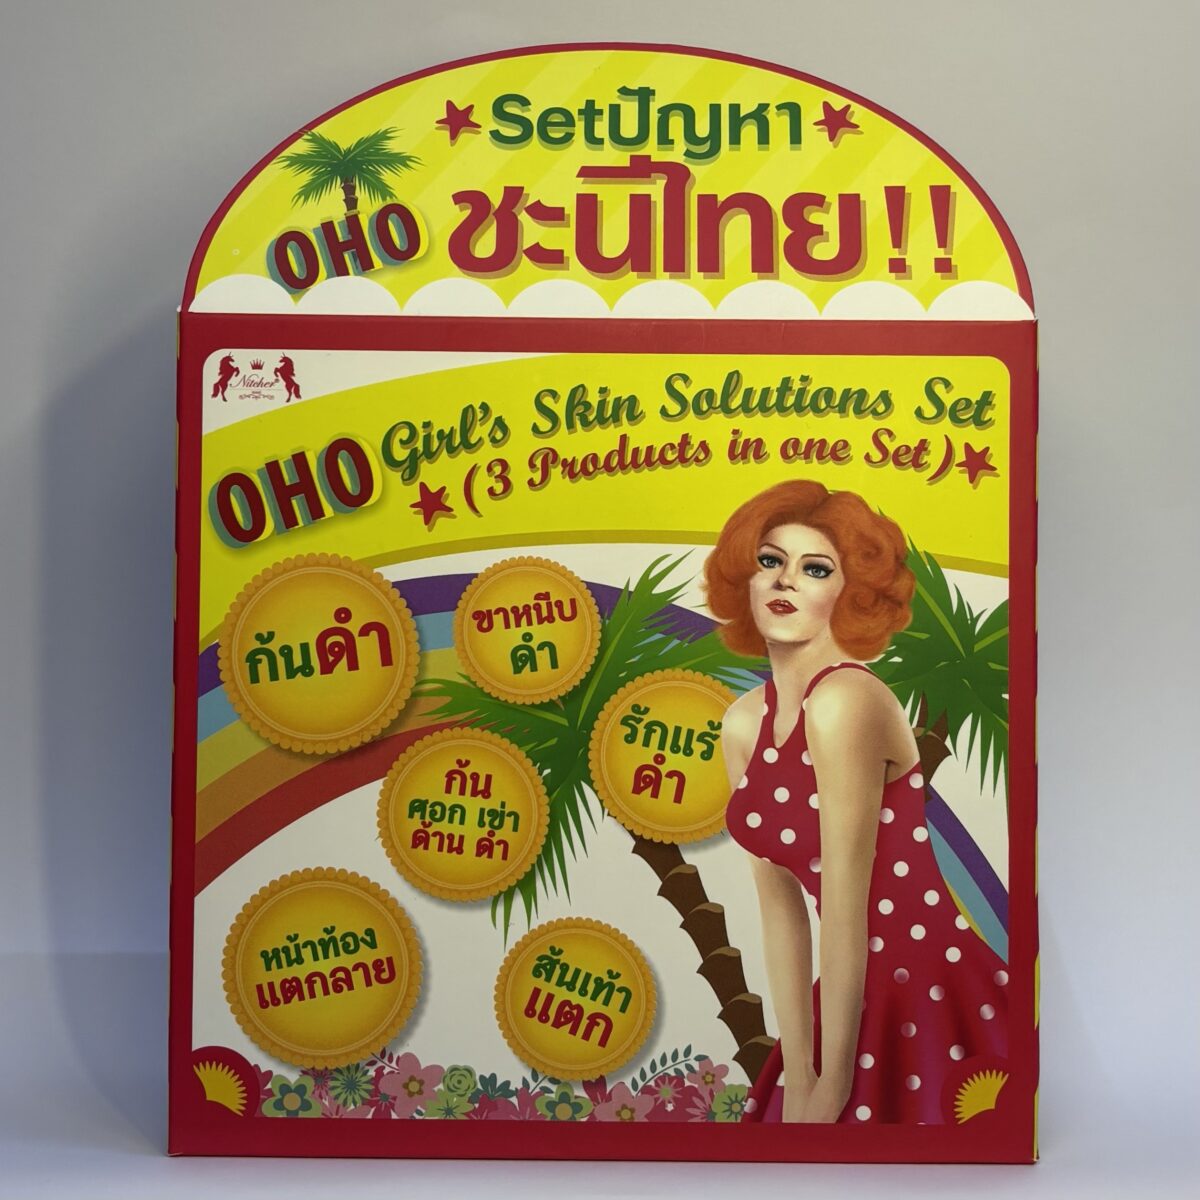 Setปัญหา
OHO
ชะนีไทย!!
Nitcher
OHO
Girl's Skin Solutions Set
(3 Products in one Set)
ก้นดำ
ขาหนีบ
ดำ
รักแร้
ดำ
ก้น
ศอก เข่า
ด้าน ดำ
หน้าท้อง
แตกลาย
ส้นเท้า
แตก